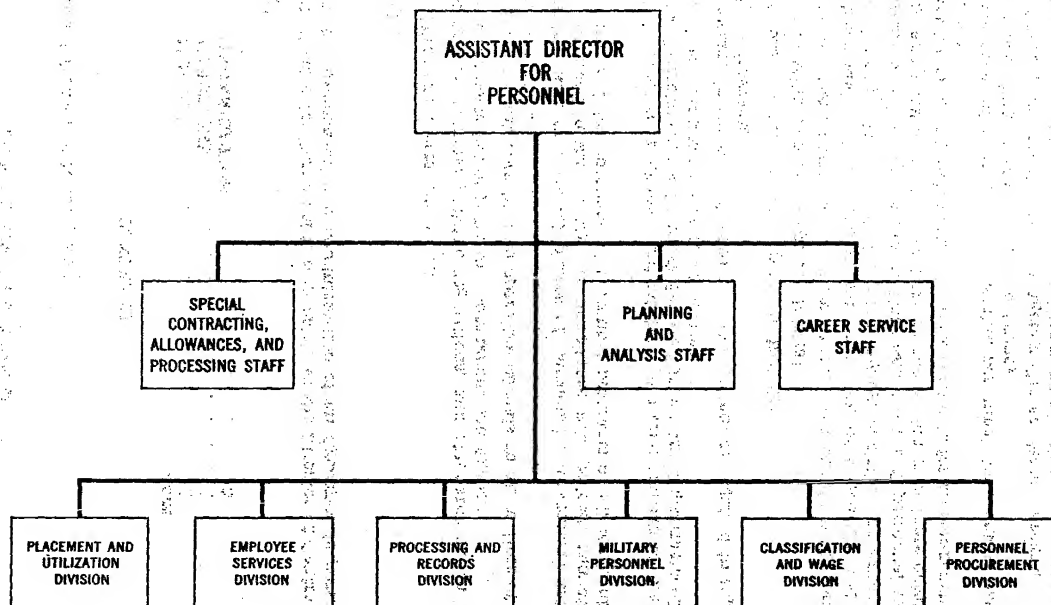 ASSISTANT DIRECTOR
FOR
PERSONNEL
SPECIAL
CONTRACTING,
ALLOWANCES, AND
PROCESSING STAFF
PLANNING
AND
ANALYSIS STAFF
CAREER SERVICE
STAFF
PLACEMENT AND
UTILIZATION
DIVISION
EMPLOYEE
SERVICES
DIVISION
PROCESSING AND
RECORDS
DIVISION
MILITARY
PERSONNEL
DIVISION
CLASSIFICATION
AND WAGE
DIVISION
PERSONNEL
PROCUREMENT
DIVISION